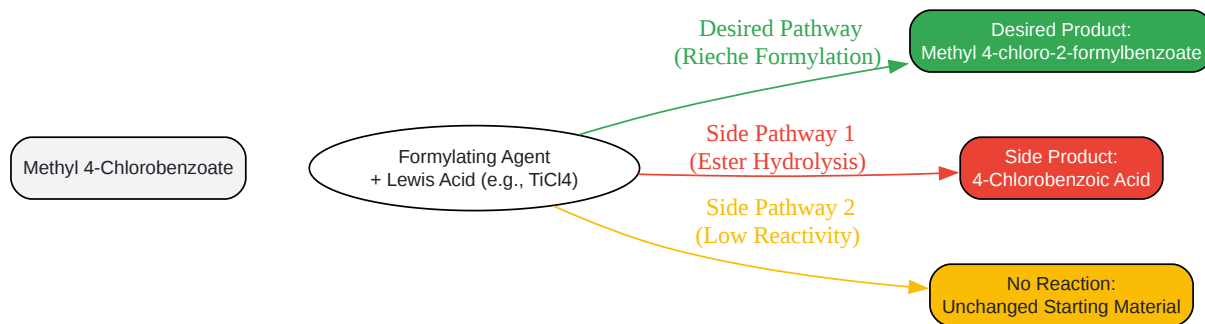 Methyl 4-Chlorobenzoate
Formylating Agent
+ Lewis Acid (e.g., TiCl4)
Desired Pathway
(Rieche Formylation)
Desired Product:
Methyl 4-chloro-2-formylbenzoate
Side Pathway 1
(Ester Hydrolysis)
Side Product:
4-Chlorobenzoic Acid
Side Pathway 2
(Low Reactivity)
No Reaction:
Unchanged Starting Material